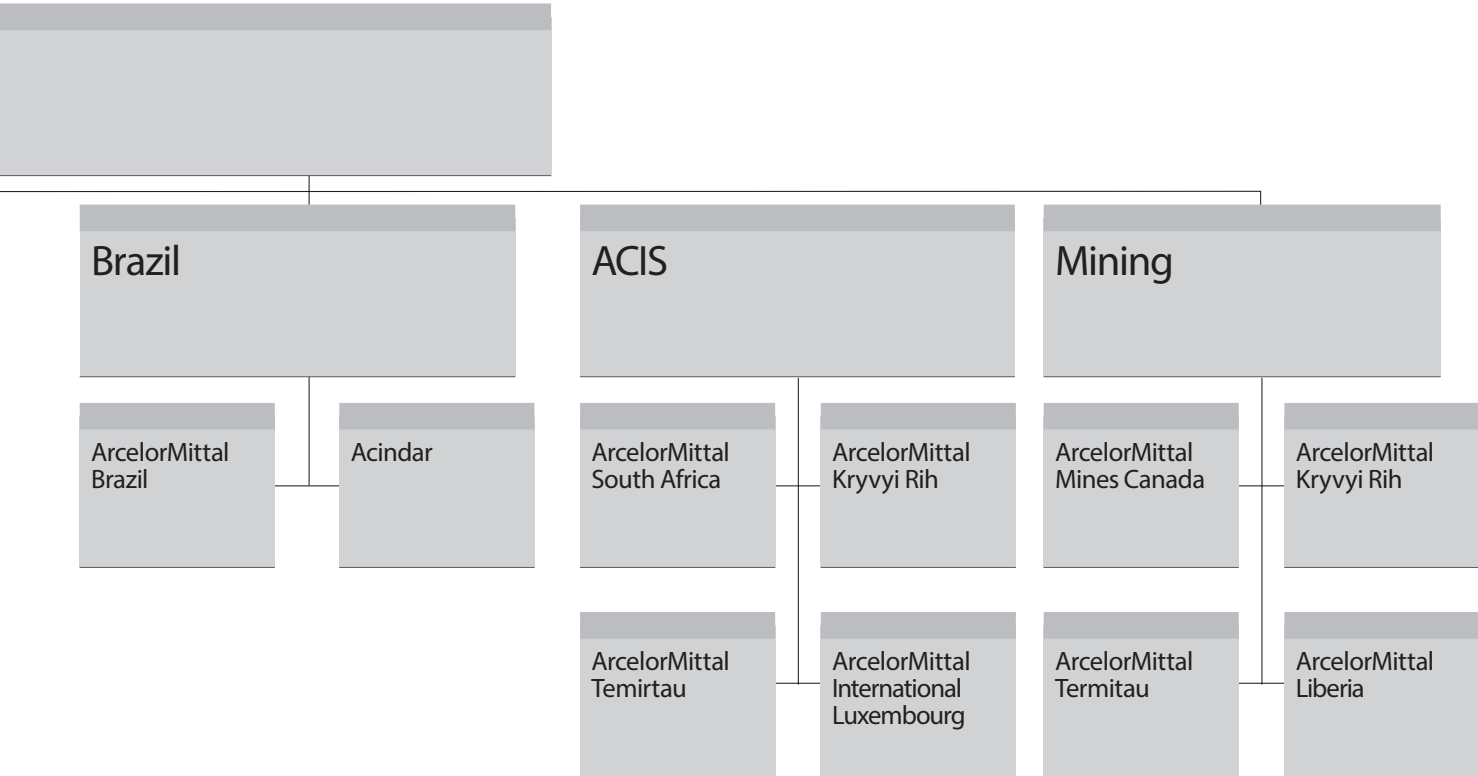 Brazil
ACIS
Mining
ArcelorMittal
Brazil
Acindar
ArcelorMittal
South Africa
ArcelorMittal
Kryvyi Rih
ArcelorMittal
Mines Canada
ArcelorMittal
Kryvyi Rih
ArcelorMittal
Temirtau
ArcelorMittal
International
Luxembourg
ArcelorMittal
Termitau
ArcelorMittal
Liberia